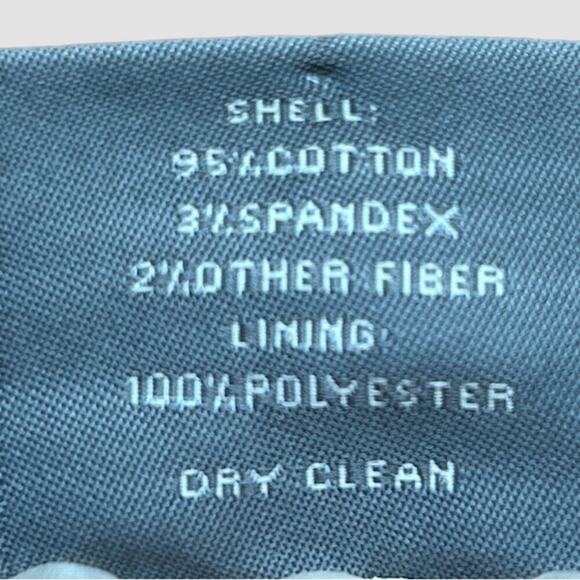 SHELL:
95%COTTON
3%SPANDEX
2%OTHER FIBER
LINING:
100%POLYESTER
DRY CLEAN